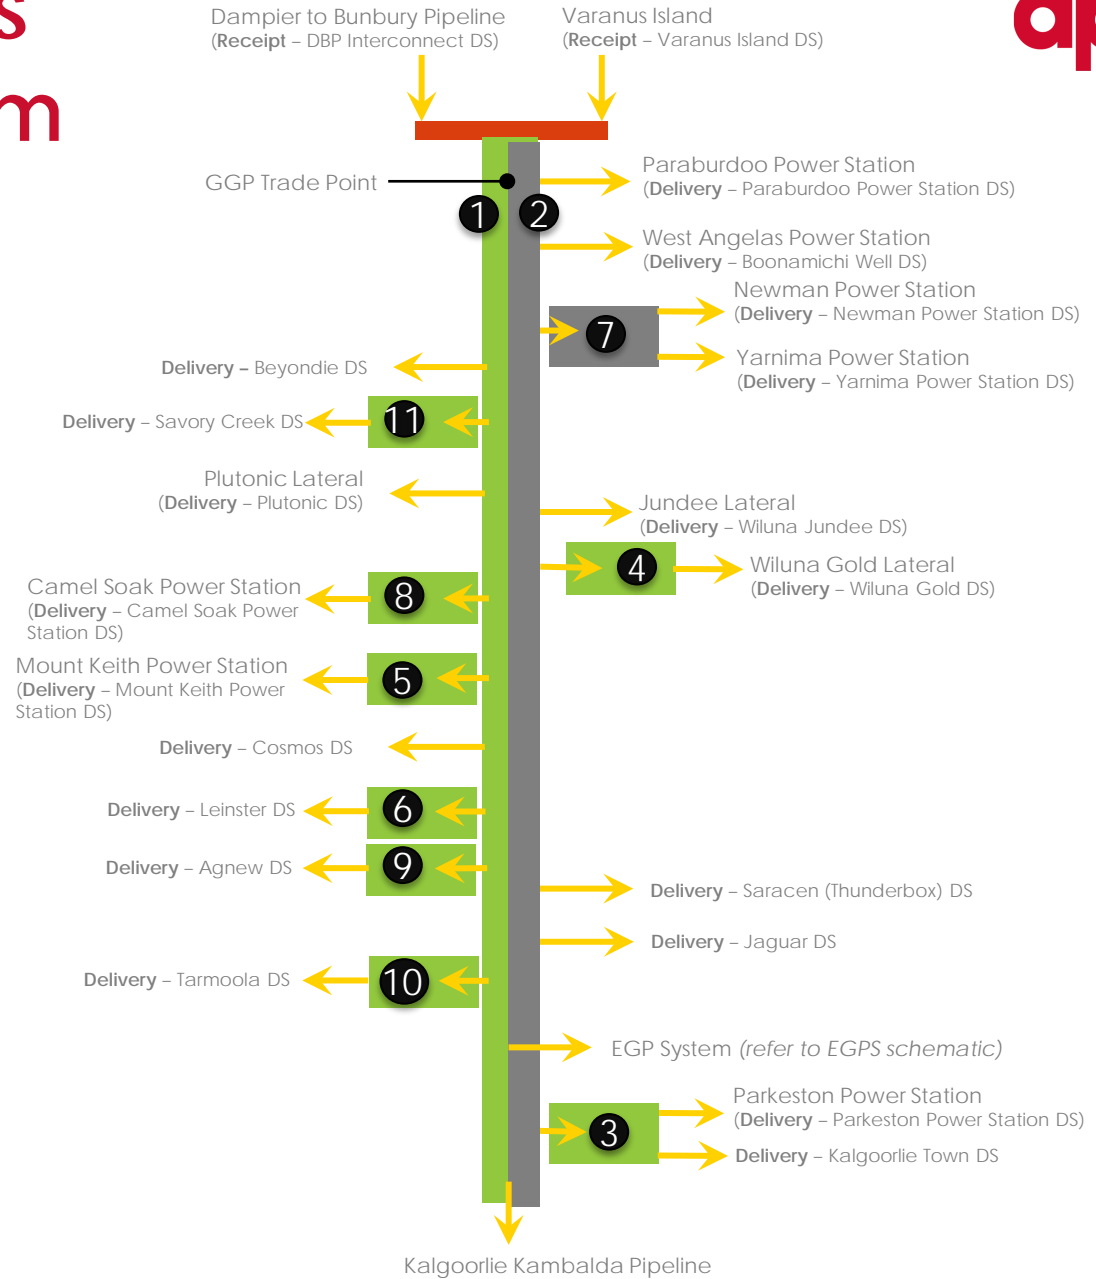 s
m
ap
Dampier to Bunbury Pipeline
(Receipt – DBP Interconnect DS)
Varanus Island
(Receipt – Varanus Island DS)
GGP Trade Point
1
2
Paraburdoo Power Station
(Delivery – Paraburdoo Power Station DS)
West Angelas Power Station
(Delivery – Boonamichi Well DS)
Newman Power Station
(Delivery – Newman Power Station DS)
7
Yarnima Power Station
(Delivery – Yarnima Power Station DS)
Delivery – Beyondie DS
Delivery – Savory Creek DS
11
Plutonic Lateral
(Delivery – Plutonic DS)
Jundee Lateral
(Delivery – Wiluna Jundee DS)
4
Wiluna Gold Lateral
(Delivery – Wiluna Gold DS)
Camel Soak Power Station
(Delivery – Camel Soak Power
Station DS)
8
Mount Keith Power Station
(Delivery – Mount Keith Power
Station DS)
5
Delivery – Cosmos DS
Delivery – Leinster DS
6
Delivery – Agnew DS
9
Delivery – Saracen (Thunderbox) DS
Delivery – Jaguar DS
Delivery – Tarmoola DS
10
EGP System (refer to EGPS schematic)
Parkeston Power Station
(Delivery – Parkeston Power Station DS)
3
Delivery – Kalgoorlie Town DS
Kalgoorlie Kambalda Pipeline